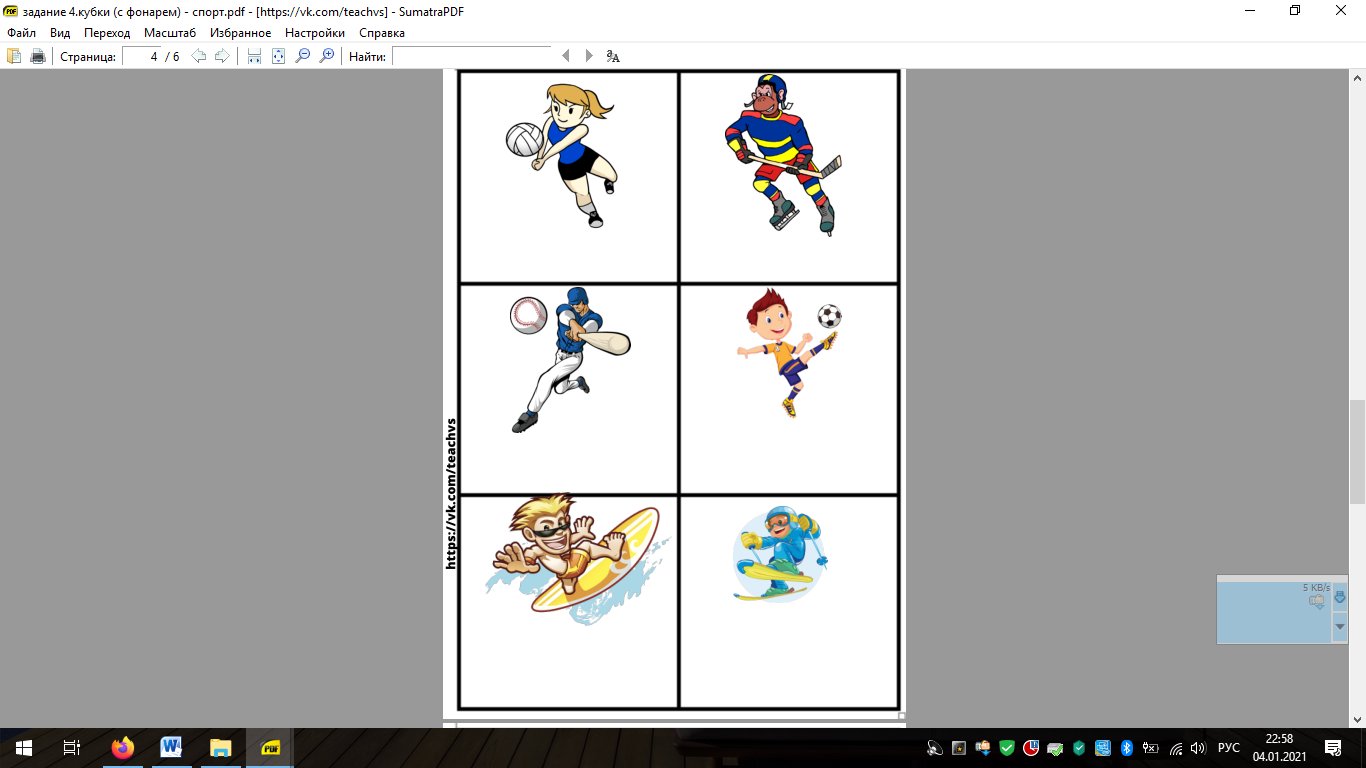 задание 4.кубки (с фонарем) - спорт.pdf - [https://vk.com/teachvs] - SumatraPDF
Файл Вид Переход Масштаб Избранное Настройки Справка
Страница: 4 / 6 Найти:
https://vk.com/teachvs
5 KB/s
РУС
22:58
04.01.2021